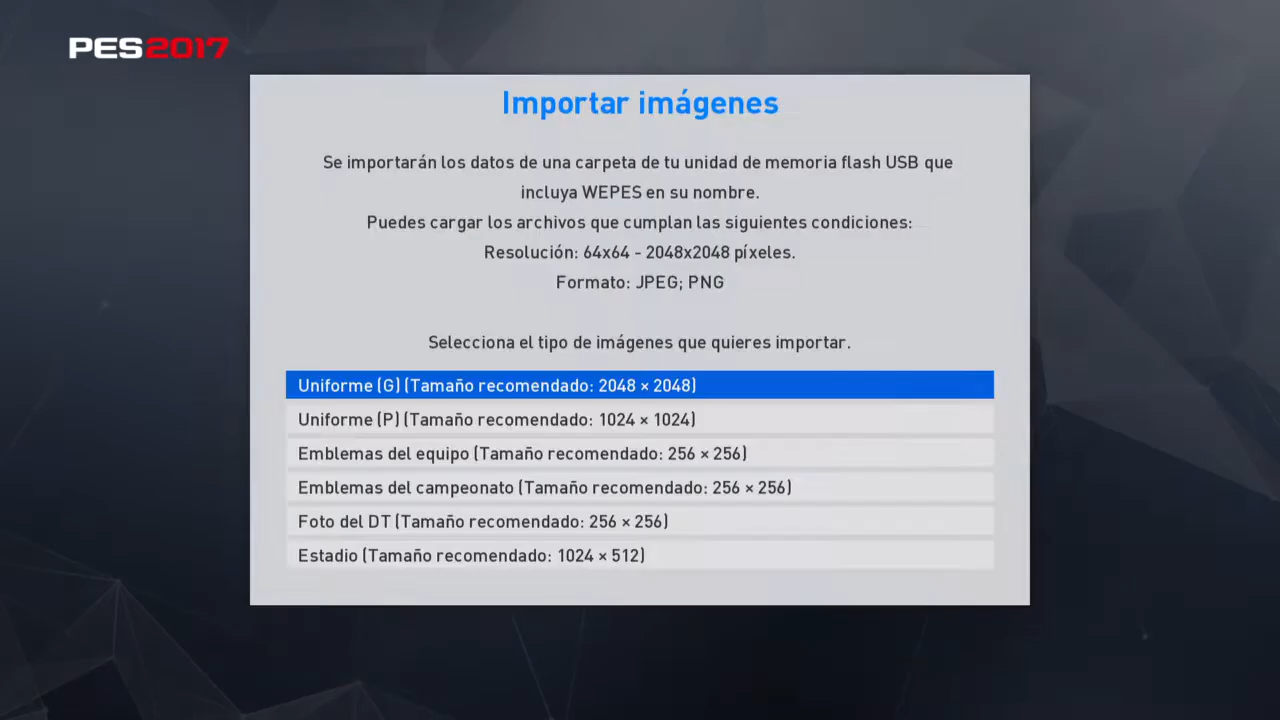 PES2017
Importar imágenes
Se importarán los datos de una carpeta de tu unidad de memoria flash USB que
incluya WEPES en su nombre.
Puedes cargar los archivos que cumplan las siguientes condiciones:
Resolución: 64x64 - 2048x2048 píxeles.
Formato: JPEG; PNG
Selecciona el tipo de imágenes que quieres importar.
Uniforme (G) (Tamaño recomendado: 2048 × 2048)
Uniforme (P) (Tamaño recomendado: 1024 × 1024)
Emblemas del equipo (Tamaño recomendado: 256 × 256)
Emblemas del campeonato (Tamaño recomendado: 256 × 256)
Foto del DT (Tamaño recomendado: 256 × 256)
Estadio (Tamaño recomendado: 1024 × 512)